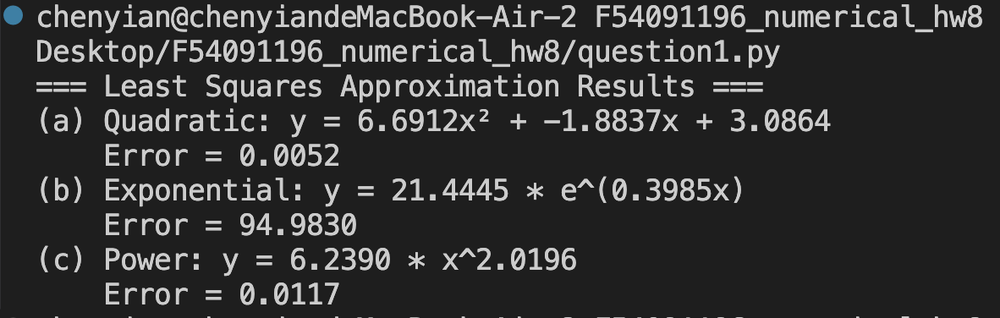 chenyian@chenyiandeMacBook-Air-2 F54091196_numerical_hw8
Desktop/F54091196_numerical_hw8/question1.py
=== Least Squares Approximation Results ===
(a) Quadratic: y = 6.6912x² + -1.8837x + 3.0864
Error = 0.0052
(b) Exponential: y = 21.4445 * e^(0.3985x)
Error = 94.9830
(c) Power: y = 6.2390 * x^2.0196
Error = 0.0117